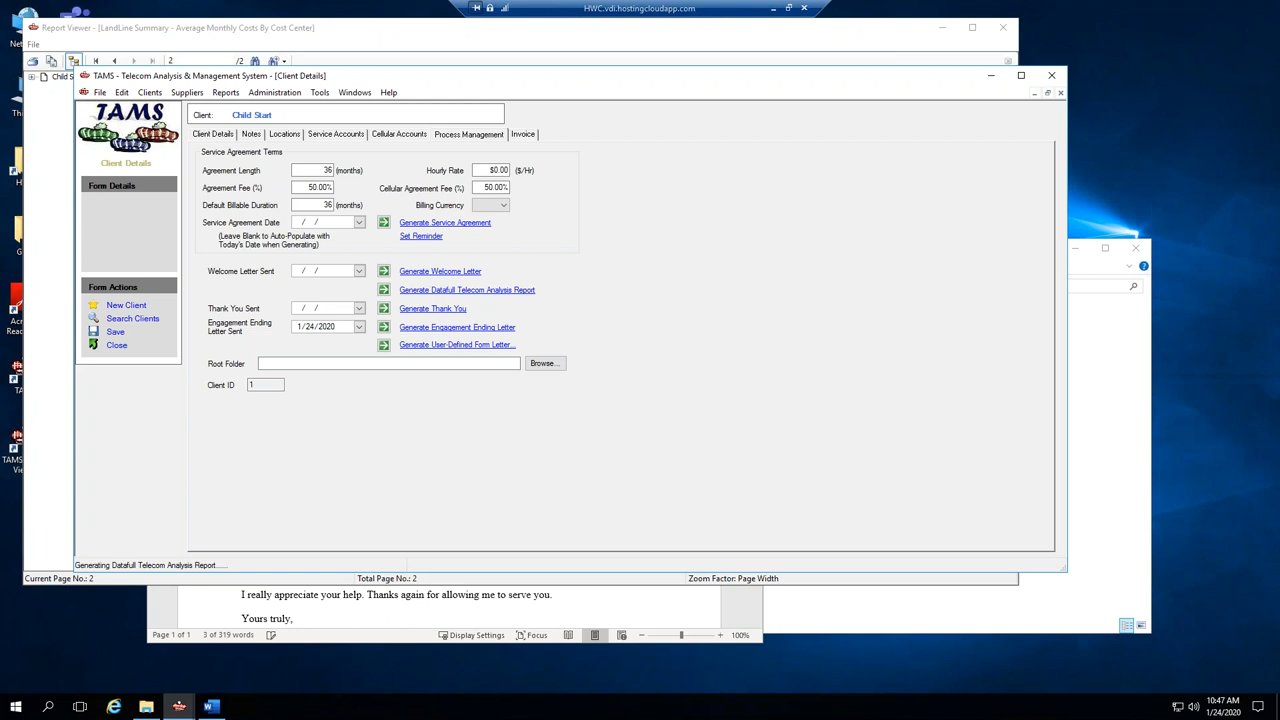 HWC.vdi.hostingcloudapp.com
Report Viewer - [LandLine Summary - Average Monthly Costs By Cost Center]
File
2 /2
Child S
TAMS - Telecom Analysis & Management System - [Client Details]
File Edit Clients Suppliers Reports Administration Tools Windows Help
TAMS
Client Details
Form Details
Form Actions
New Client
Search Clients
Save
Close
Client: Child Start
Client Details Notes Locations Service Accounts Cellular Accounts Process Management Invoice
Service Agreement Terms
Agreement Length 36 (months) Hourly Rate $0.00 ($/Hr)
Agreement Fee (%) 50.00% Cellular Agreement Fee (%) 50.00%
Default Billable Duration 36 (months) Billing Currency
Service Agreement Date / / Generate Service Agreement
(Leave Blank to Auto-Populate with
Today's Date when Generating)
Set Reminder
Welcome Letter Sent / / Generate Welcome Letter
Generate Datafull Telecom Analysis Report
Thank You Sent / / Generate Thank You
Engagement Ending
Letter Sent
1/24/2020 Generate Engagement Ending Letter
Generate User-Defined Form Letter...
Root Folder Browse...
Client ID 1
Generating Datafull Telecom Analysis Report......
Current Page No.: 2 Total Page No.: 2 Zoom Factor: Page Width
I really appreciate your help. Thanks again for allowing me to serve you.
Yours truly,
Page 1 of 1 3 of 319 words Display Settings Focus 100%
Net
Thi
Acr
Rea
TAMS
Vie
10:47 AM
1/24/2020